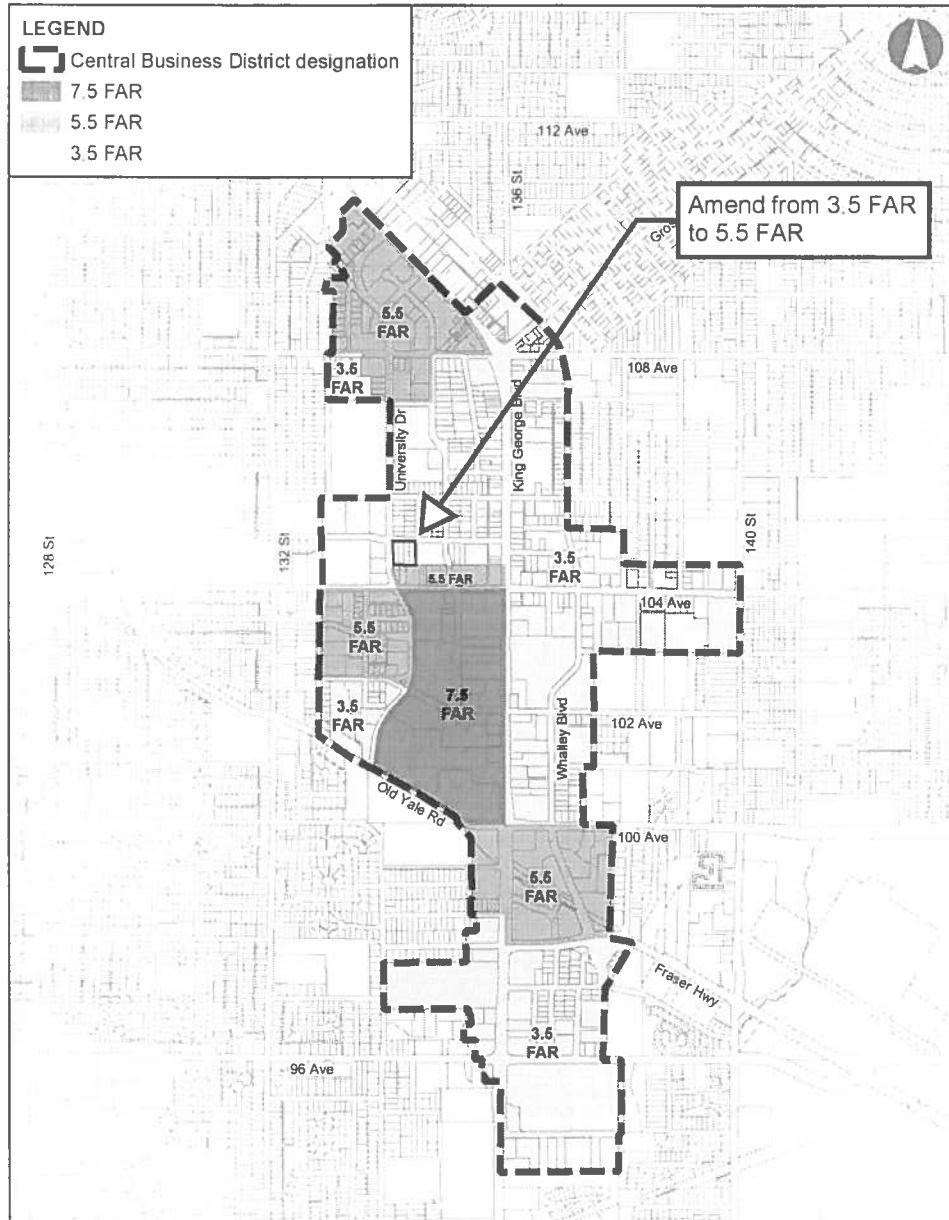 LEGEND
Central Business District designation
7.5 FAR
5.5 FAR
3.5 FAR
112 Ave
136 St
Amend from 3.5 FAR
to 5.5 FAR
5.5
FAR
3.5
FAR
108 Ave
University Dr
King George Blvd
128 St
132 St
140 St
3.5
FAR
5.5 FAR
104 Ave
5.5
FAR
7.5
FAR
3.5
FAR
102 Ave
Whalley Blvd
Old Yale Rd
100 Ave
5.5
FAR
Fraser Hwy
3.5
FAR
96 Ave